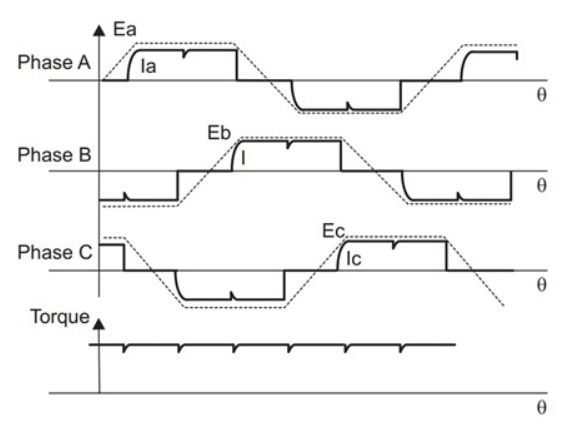 Ea
Phase A
Ia
θ
Eb
Phase B
I
θ
Ec
Phase C
Ic
θ
Torque
θ